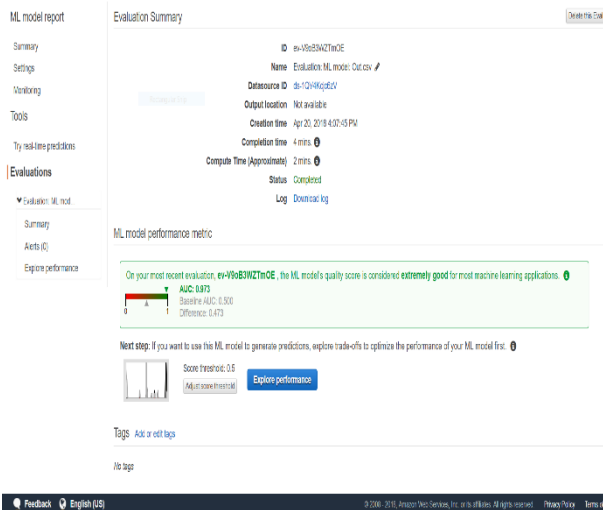 ML model report
Summary
Settings
Monitoring
Tools
Try real-time predictions
Evaluations
Evaluation: ML mod...
Summary
Alerts (0)
Explore performance
Evaluation Summary
Delete this Eval
ID
Name Evaluation: ML model: Out.csv
Datasource ID
Output location Not available
Creation time Apr 20, 2018 4:07:45 PM
Completion time 4 mins.
Compute Time (Approximate) 2 mins.
Status Completed
Log Download log
ML model performance metric
On your most recent evaluation, ev-V9oB3WZTmOE , the ML model's quality score is considered extremely good for most machine learning applications.
AUC: 0.973
Baseline AUC: 0.500
Difference: 0.473
0 1
Next step: If you want to use this ML model to generate predictions, explore trade-offs to optimize the performance of your ML model first.
Score threshold: 0.5
Adjust score threshold
Explore performance
Tags Add or edit tags
No tags
Feedback English (US)
Amazon Web Services, Inc. or its affiliates. All rights reserved. Privacy Policy Terms o